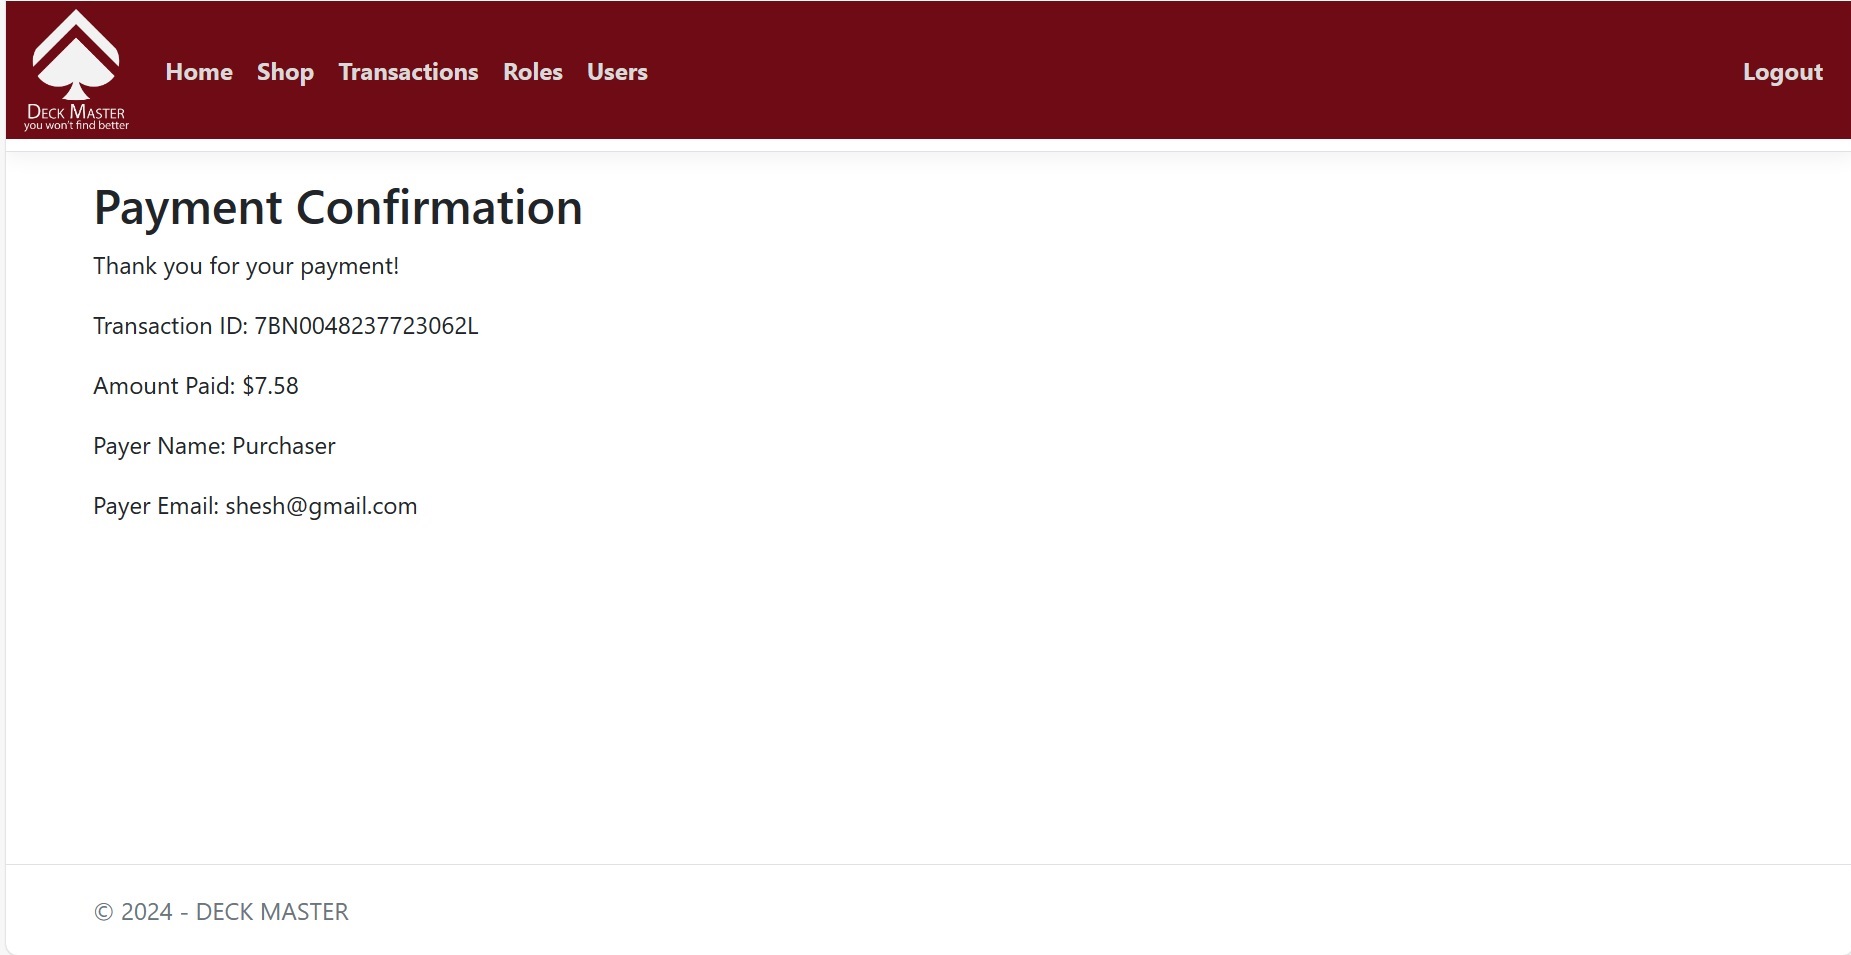 DECK MASTER
you won't find better
Home Shop Transactions Roles Users Logout
Payment Confirmation
Thank you for your payment!
Transaction ID: 7BN0048237723062L
Amount Paid: $7.58
Payer Name: Purchaser
Payer Email: shesh@gmail.com
© 2024 - DECK MASTER